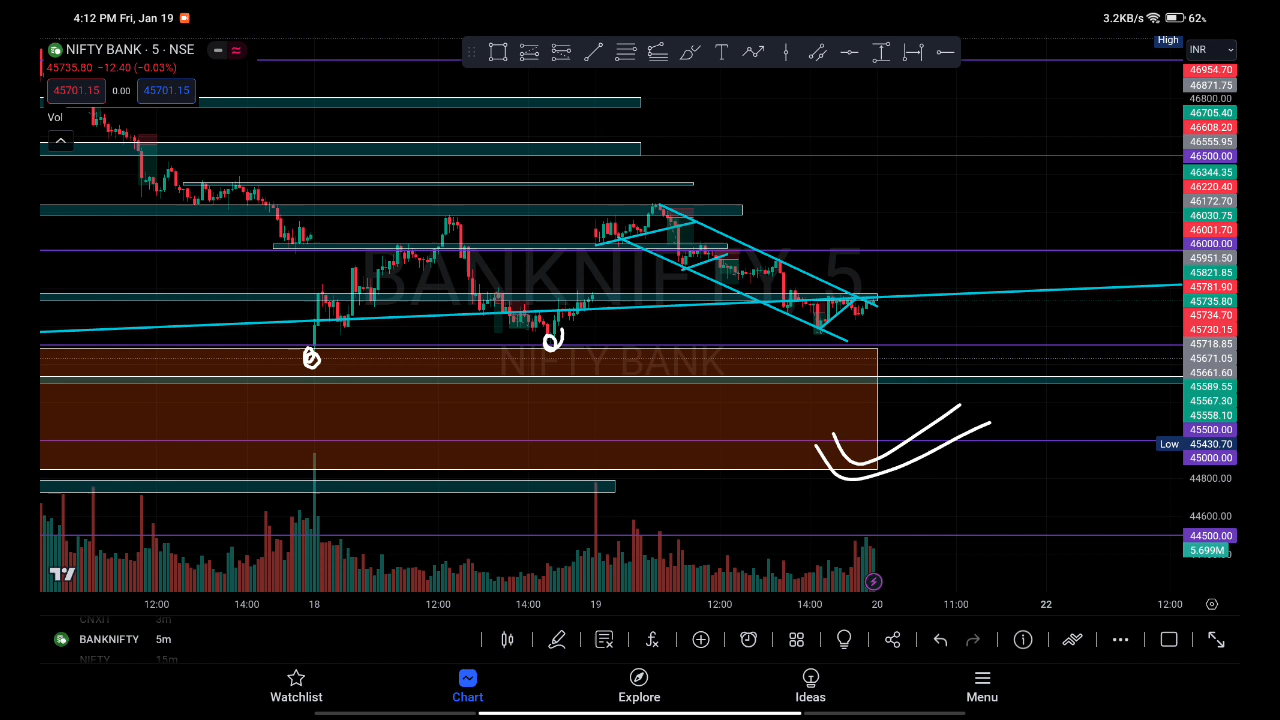 4:12 PM Fri, Jan 19
3.2KB/s 62%
NIFTY BANK · 5 · NSE
High
INR
45735.80 −12.40 (−0.03%)
45701.15 0.00 45701.15
Vol
BANKNIFTY 5
NIFTY BANK
46954.70
46871.75
46800.00
46705.40
46608.20
46555.95
46500.00
46344.35
46220.40
46172.70
46030.75
46001.70
46000.00
45951.50
45821.85
45781.90
45735.80
45734.70
45730.15
45718.85
45671.05
45661.60
45589.55
45567.30
45558.10
45500.00
Low 45430.70
45000.00
44800.00
44600.00
44500.00
5.699M
12:00 14:00 18 12:00 14:00 19 12:00 14:00 20 11:00 22 12:00
CNXIT 3m
BANKNIFTY 5m
NIFTY 15m
Watchlist Chart Explore Ideas Menu